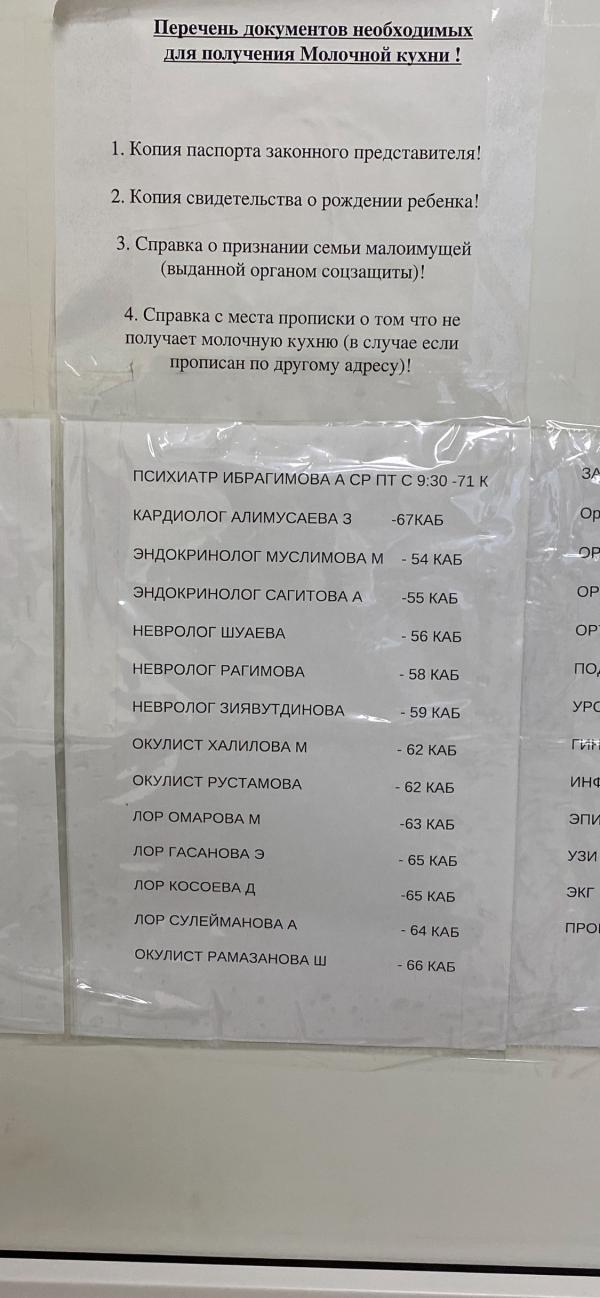 Перечень документов необходимых
для получения Молочной кухни !
1. Копия паспорта законного представителя!
2. Копия свидетельства о рождении ребенка!
3. Справка о признании семьи малоимущей
(выданной органом соцзащиты)!
4. Справка с места прописки о том что не
получает молочную кухню (в случае если
прописан по другому адресу)!
ПСИХИАТР ИБРАГИМОВА А СР ПТ С 9:30 -71 К
КАРДИОЛОГ АЛИМУСАЕВА З -67КАБ
ЭНДОКРИНОЛОГ МУСЛИМОВА М - 54 КАБ
ЭНДОКРИНОЛОГ САГИТОВА А -55 КАБ
НЕВРОЛОГ ШУАЕВА - 56 КАБ
НЕВРОЛОГ РАГИМОВА - 58 КАБ
НЕВРОЛОГ ЗИЯВУТДИНОВА - 59 КАБ
ОКУЛИСТ ХАЛИЛОВА М - 62 КАБ
ОКУЛИСТ РУСТАМОВА - 62 КАБ
ЛОР ОМАРОВА М -63 КАБ
ЛОР ГАСАНОВА Э - 65 КАБ
ЛОР КОСОЕВА Д -65 КАБ
ЛОР СУЛЕЙМАНОВА А - 64 КАБ
ОКУЛИСТ РАМАЗАНОВА Ш - 66 КАБ
УЗИ
ЭКГ